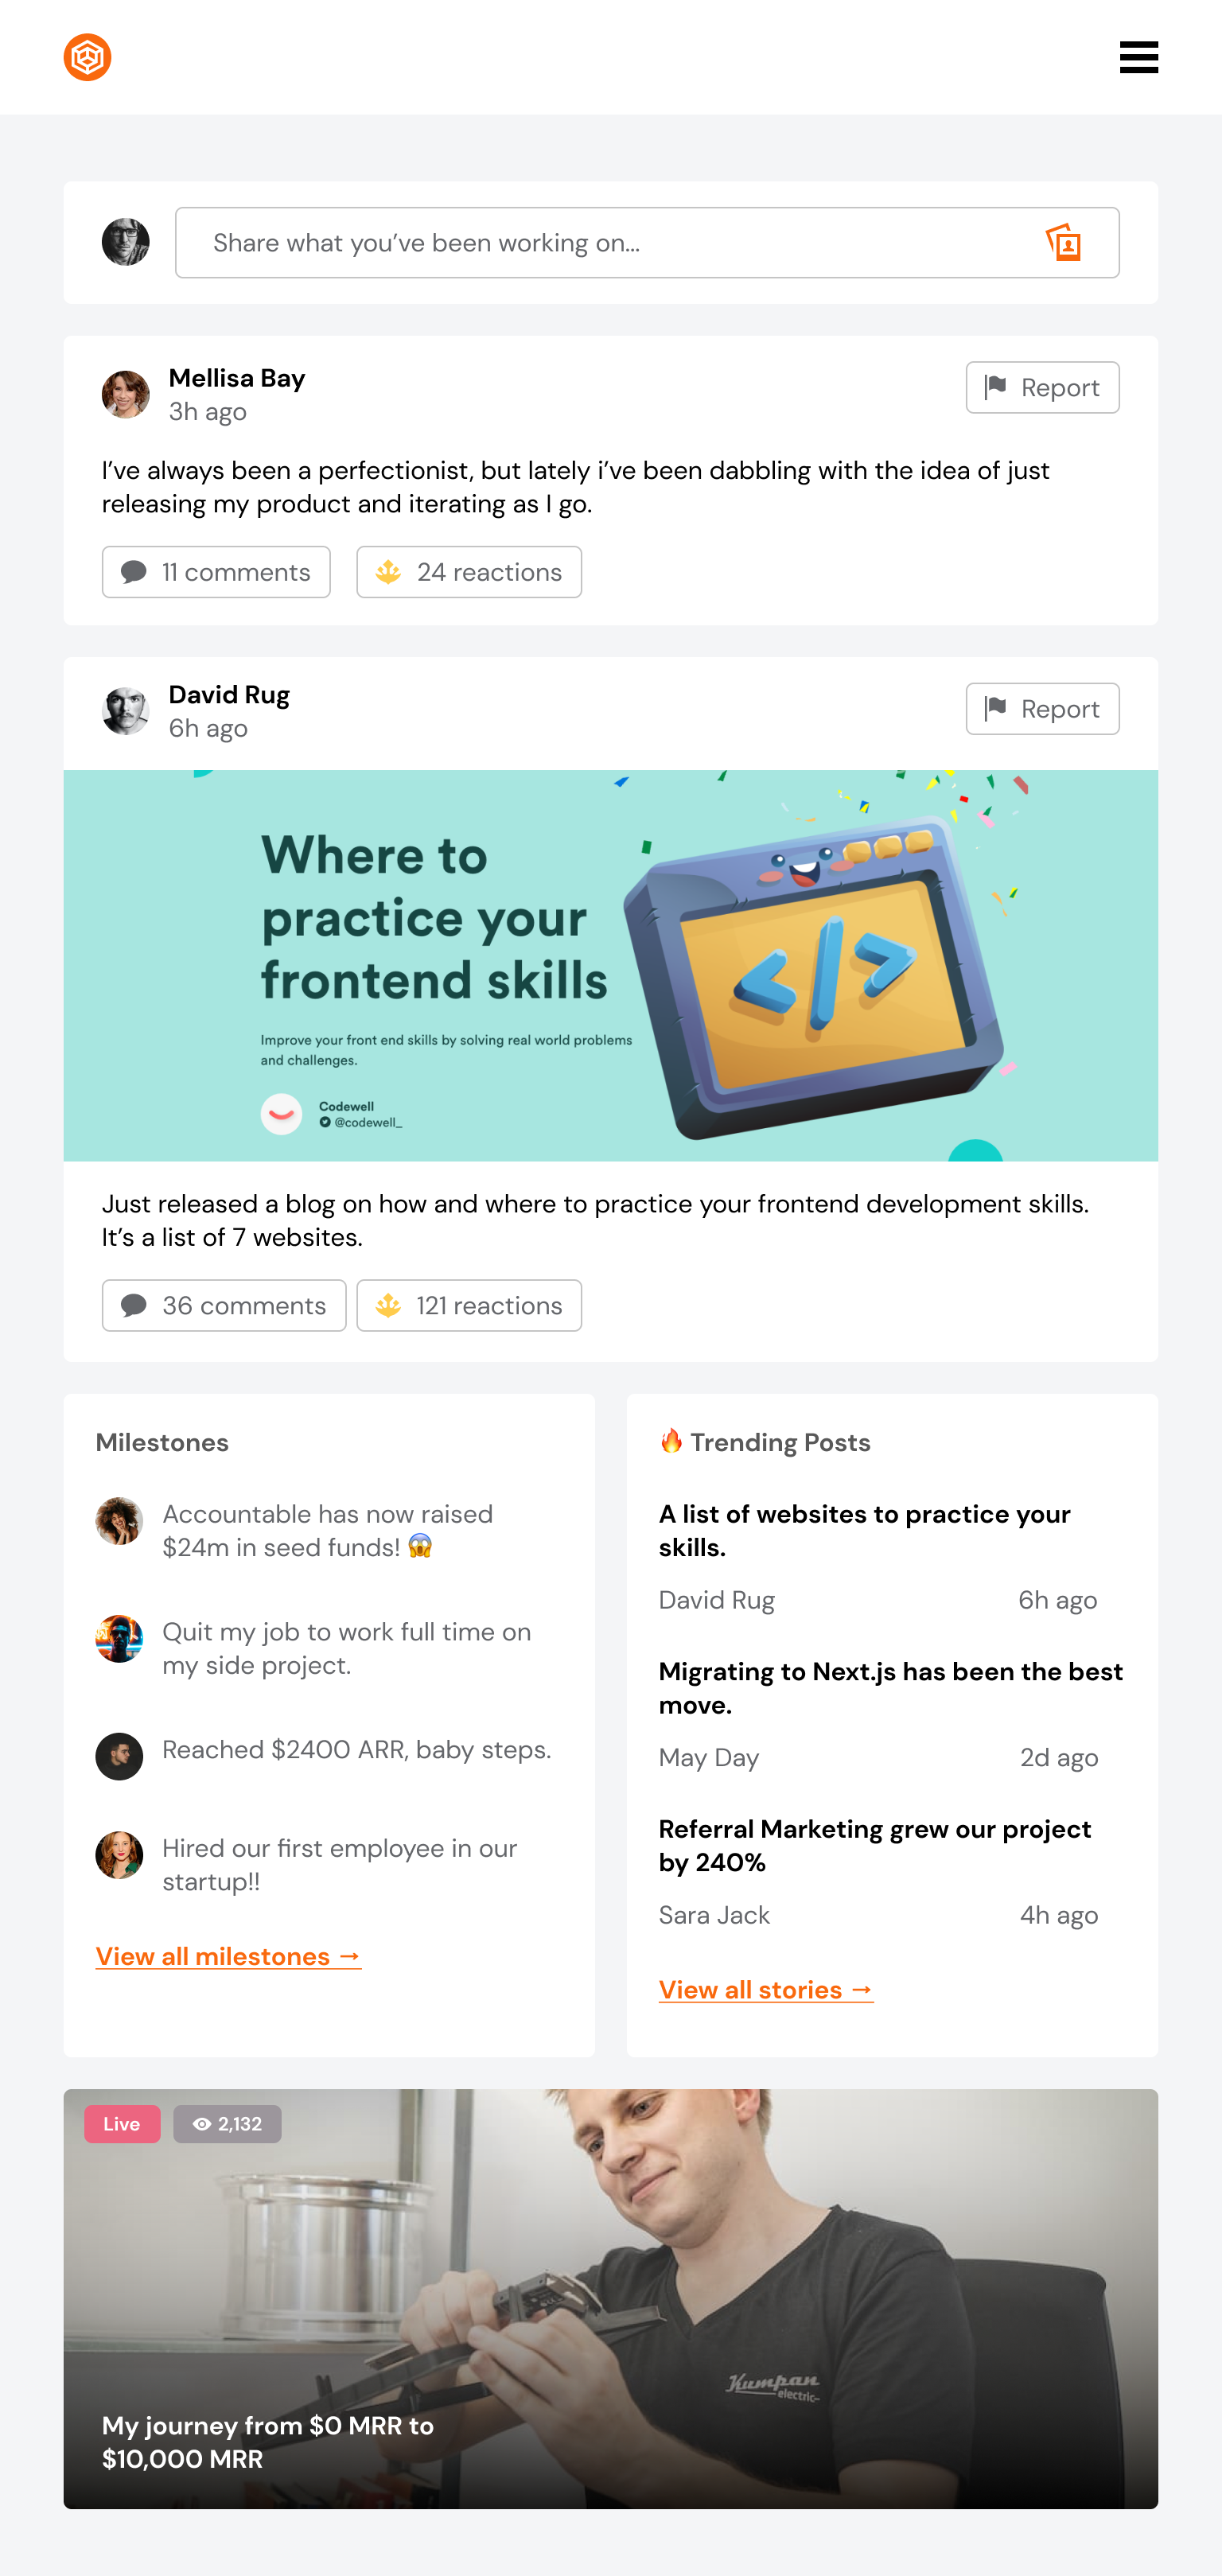 Share what you’ve been working on...
Mellisa Bay
3h ago
Report
I’ve always been a perfectionist, but lately i’ve been dabbling with the idea of just
releasing my product and iterating as I go.
11 comments
24 reactions
David Rug
6h ago
Report
Where to
practice your
frontend skills
Improve your front end skills by solving real world problems
and challenges.
Codewell
@codewell_
Just released a blog on how and where to practice your frontend development skills.
It’s a list of 7 websites.
36 comments
121 reactions
Milestones
Accountable has now raised
$24m in seed funds! 😱
Quit my job to work full time on
my side project.
Reached $2400 ARR, baby steps.
Hired our first employee in our
startup!!
View all milestones →
🔥 Trending Posts
A list of websites to practice your
skills.
David Rug
6h ago
Migrating to Next.js has been the best
move.
May Day
2d ago
Referral Marketing grew our project
by 240%
Sara Jack
4h ago
View all stories →
Live
2,132
Kumpan
electric
My journey from $0 MRR to
$10,000 MRR